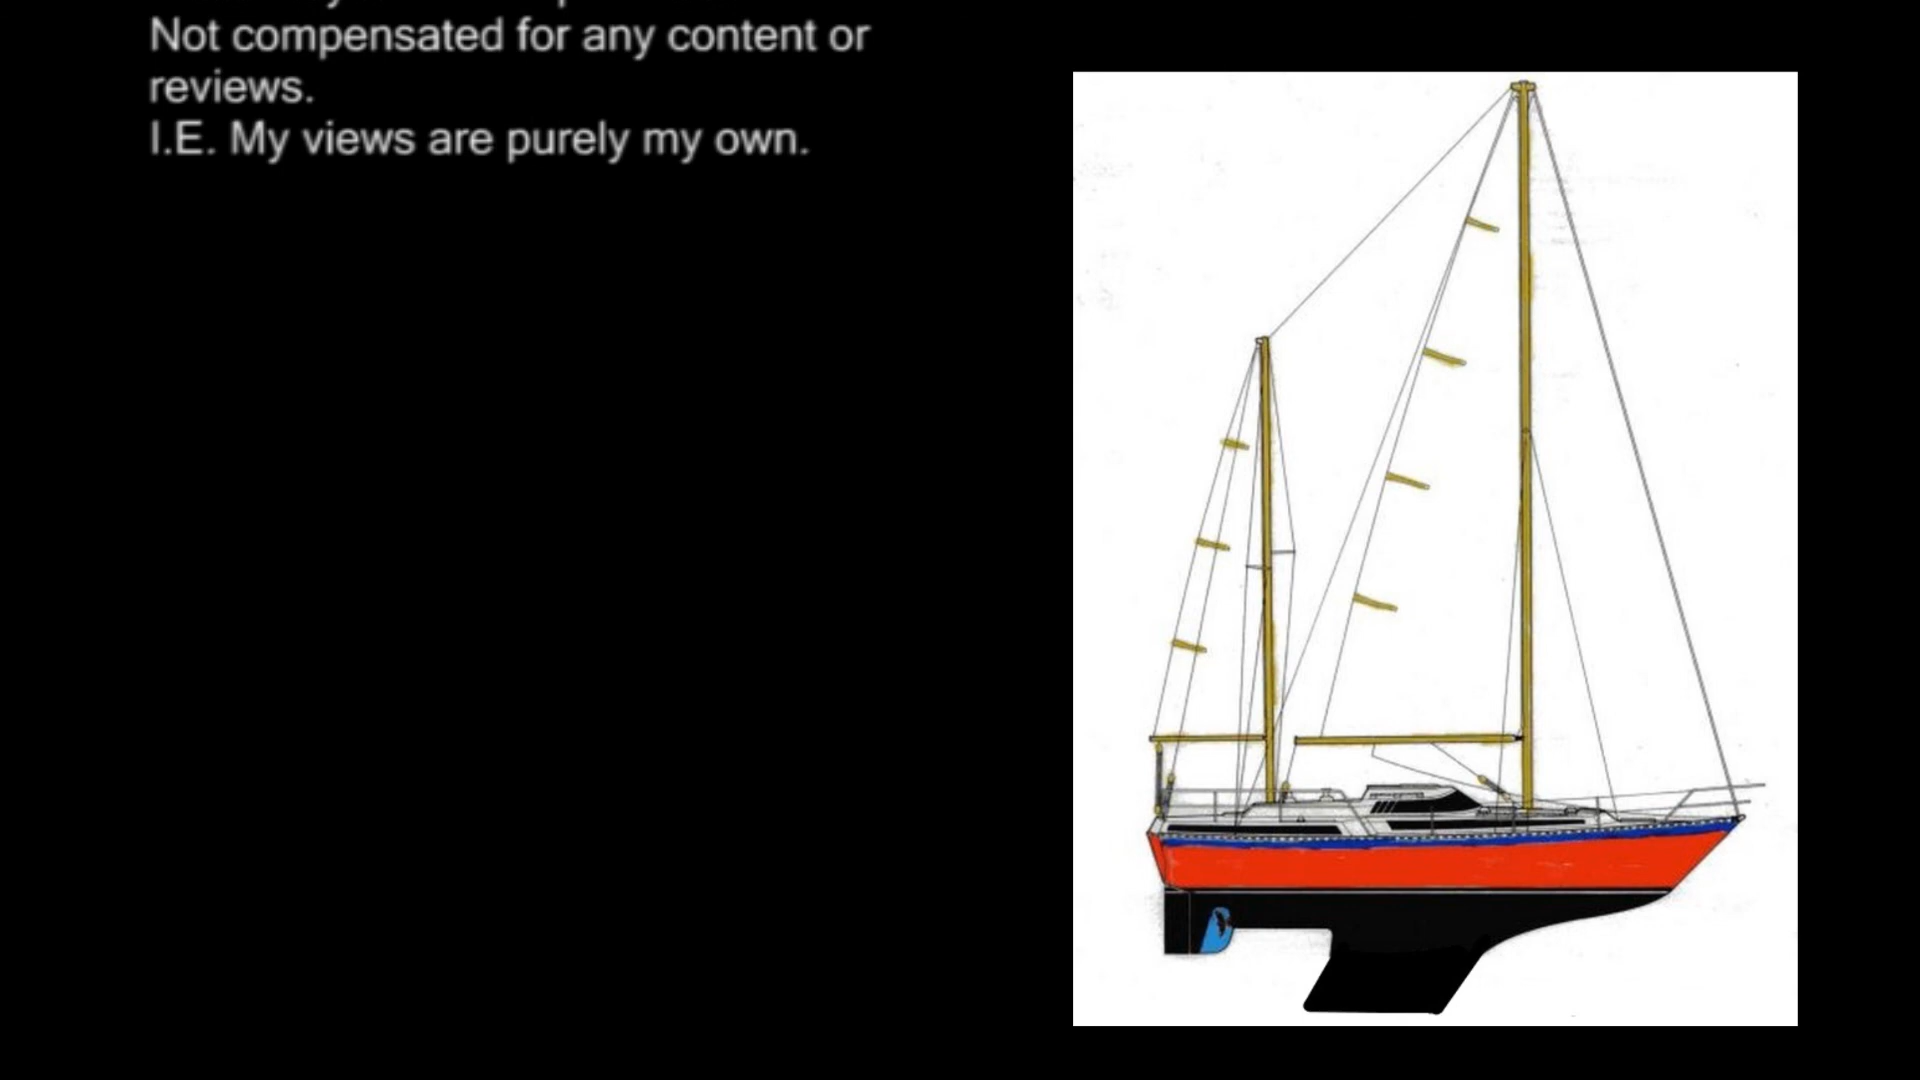 Not compensated for any content or
reviews.
I.E. My views are purely my own.